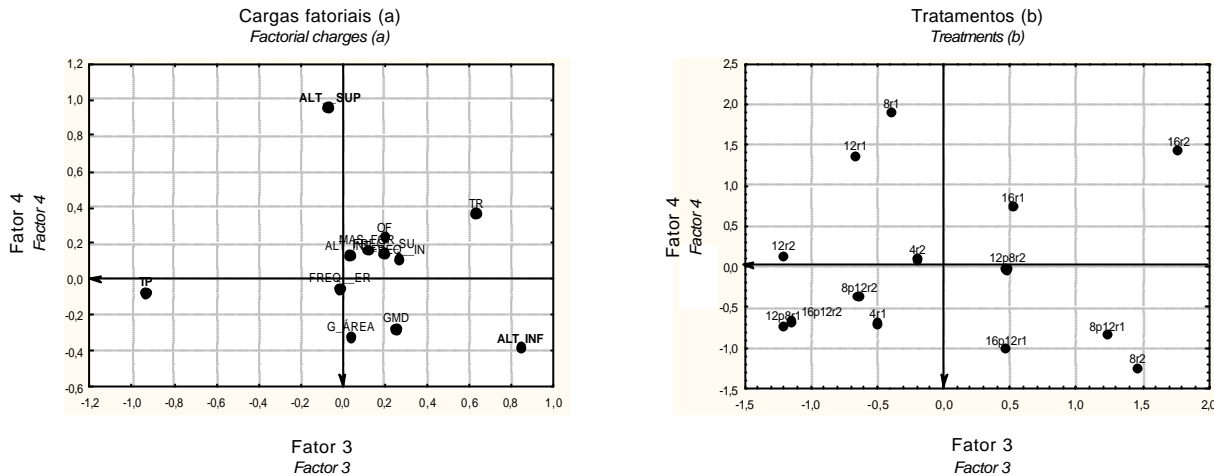 Cargas fatoriais (a)
Factorial charges (a)
Fator 4
Factor 4
1,2
1,0
0,8
0,6
0,4
0,2
0,0
-0,2
-0,4
-0,6
ALT__SUP
TR
OF
MAS_FOR
FREQ_ER
TP
G_ÁREA
GMD
ALT_INF
-1,2
-1,0
-0,8
-0,6
-0,4
-0,2
0,0
0,2
0,4
0,6
0,8
1,0
Fator 3
Factor 3
Tratamentos (b)
Treatments (b)
Fator 4
Factor 4
2,5
2,0
1,5
1,0
0,5
0,0
-0,5
-1,0
-1,5
8r1
12r1
16r2
16r1
12r2
4r2
12p8r2
8p12r2
12p8r1
16p12r2
4r1
16p12r1
8p12r1
8r2
-1,5
-0,5
0,0
0,5
1,0
1,5
2,0
Fator 3
Factor 3